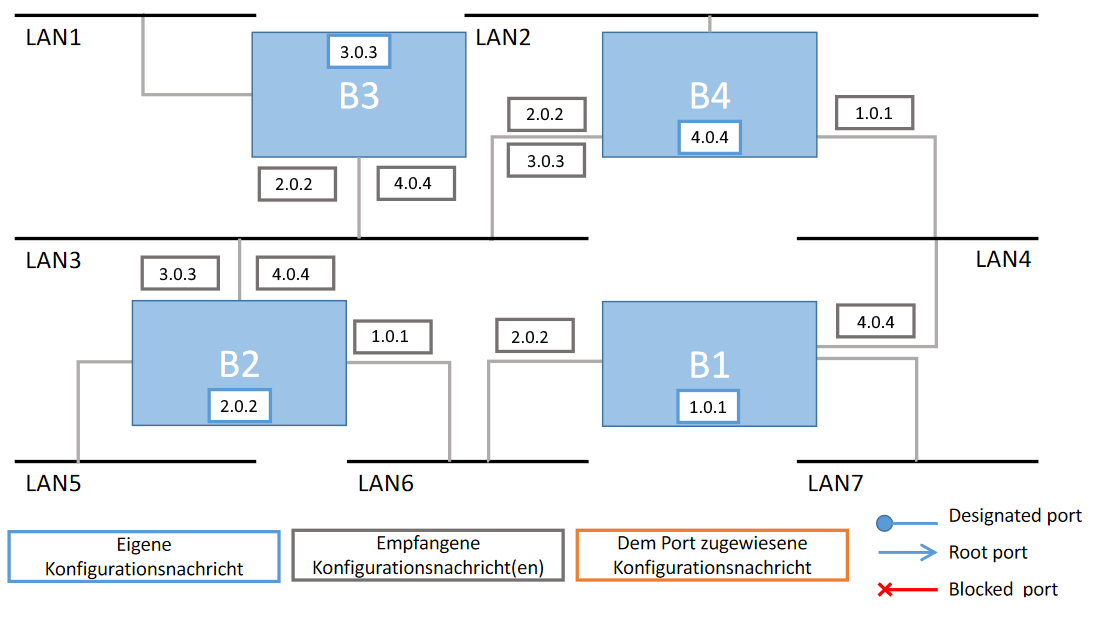 LAN1
3.0.3
B3
LAN2
B4
4.0.4
2.0.2
3.0.3
1.0.1
2.0.2
4.0.4
LAN3
LAN4
3.0.3
4.0.4
B2
2.0.2
1.0.1
2.0.2
B1
1.0.1
4.0.4
LAN5
LAN6
LAN7
Eigene
Konfigurationsnachricht
Empfangene
Konfigurationsnachricht(en)
Dem Port zugewiesene
Konfigurationsnachricht
Designated port
Root port
Blocked port